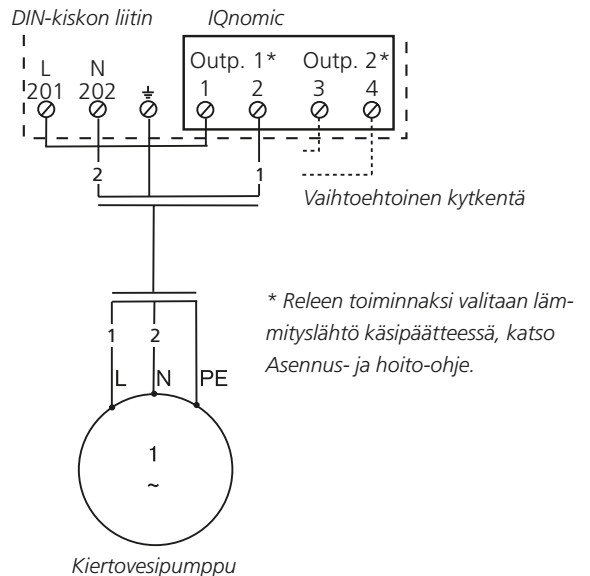 DIN-kiskon liitin IQnomic
L N Outp. 1* Outp. 2*
201 202 1 2 3 4
2 1
Vaihtoehtoinen kytkentä
* Releen toiminnaksi valitaan läm-
mityslähtö käsipäätteessä, katso
Asennus- ja hoito-ohje.
1 2
L N PE
1
~
Kiertovesipumppu